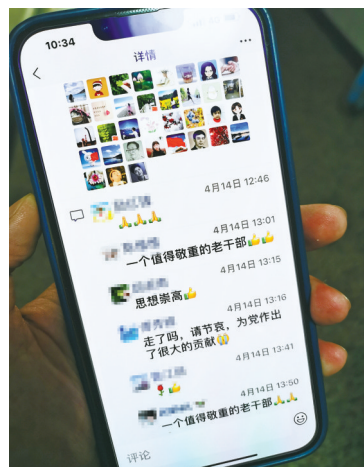 10:34
详情
4月14日 12:46
🙏🙏🙏
4月14日 13:01
一个值得敬重的老干部👍👍
4月14日 13:15
思想崇高👍
4月14日 13:16
走了吗，请节哀，为党作出
了很大的贡献🙌
4月14日 13:41
🌹👍
4月14日 13:50
一个值得敬重的老干部🙏🙏
评论